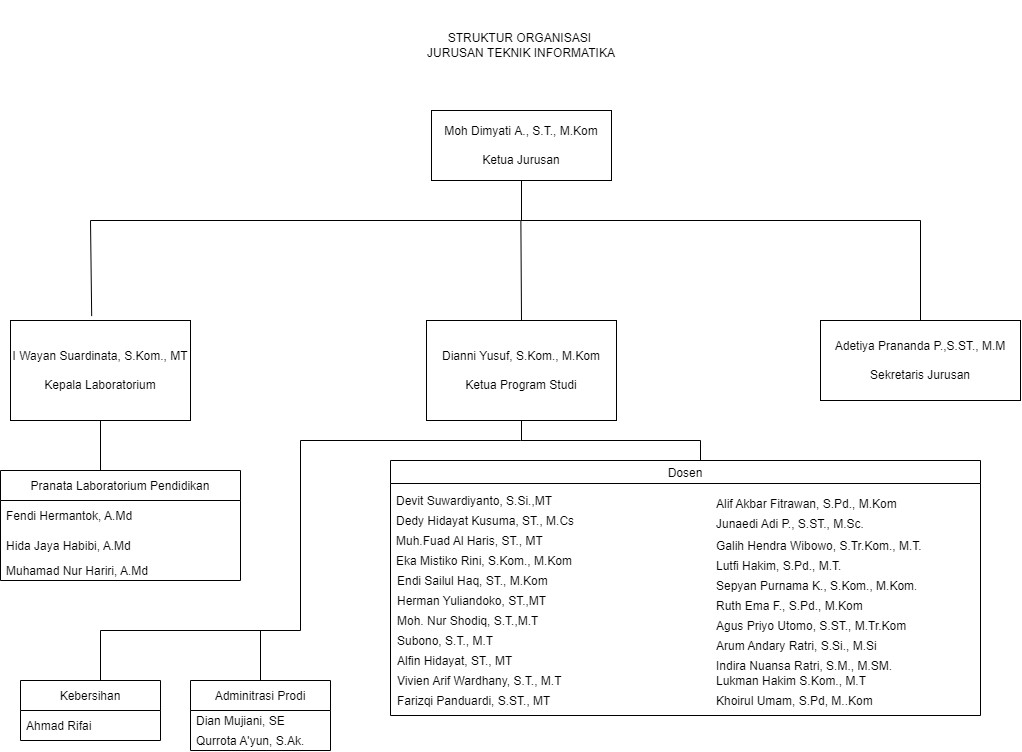 STRUKTUR ORGANISASI
JURUSAN TEKNIK INFORMATIKA
Moh Dimyati A., S.T., M.Kom
Ketua Jurusan
I Wayan Suardinata, S.Kom., MT
Kepala Laboratorium
Dianni Yusuf, S.Kom., M.Kom
Ketua Program Studi
Adetiya Prananda P.,S.ST., M.M
Sekretaris Jurusan
Pranata Laboratorium Pendidikan
Fendi Hermantok, A.Md
Hida Jaya Habibi, A.Md
Muhamad Nur Hariri, A.Md
Dosen
Devit Suwardiyanto, S.Si.,MT
Dedy Hidayat Kusuma, ST., M.Cs
Muh.Fuad Al Haris, ST., MT
Eka Mistiko Rini, S.Kom., M.Kom
Endi Sailul Haq, ST., M.Kom
Herman Yuliandoko, ST.,MT
Moh. Nur Shodiq, S.T.,M.T
Subono, S.T., M.T
Alfin Hidayat, ST., MT
Vivien Arif Wardhany, S.T., M.T
Farizqi Panduardi, S.ST., MT
Alif Akbar Fitrawan, S.Pd., M.Kom
Junaedi Adi P., S.ST., M.Sc.
Galih Hendra Wibowo, S.Tr.Kom., M.T.
Lutfi Hakim, S.Pd., M.T.
Sepyan Purnama K., S.Kom., M.Kom.
Ruth Ema F., S.Pd., M.Kom
Agus Priyo Utomo, S.ST., M.Tr.Kom
Arum Andary Ratri, S.Si., M.Si
Indira Nuansa Ratri, S.M., M.SM.
Lukman Hakim S.Kom., M.T
Khoirul Umam, S.Pd, M..Kom
Kebersihan
Ahmad Rifai
Adminitrasi Prodi
Dian Mujiani, SE
Qurrota A'yun, S.Ak.